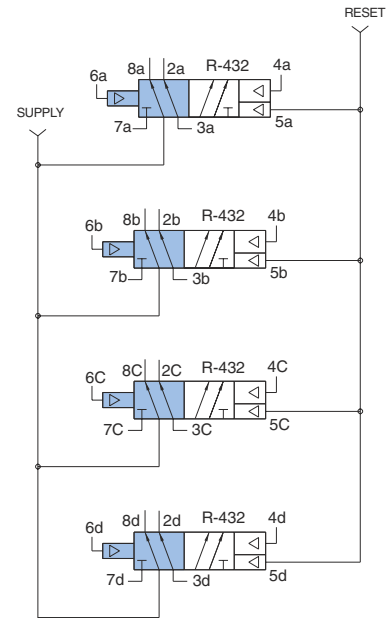 RESET
8a 2a R-432 4a
6a
SUPPLY
7a 3a 5a
8b 2b R-432 4b
6b
7b 3b 5b
8C 2C R-432 4C
6C
7C 3C 5C
8d 2d R-432 4d
6d
7d 3d 5d